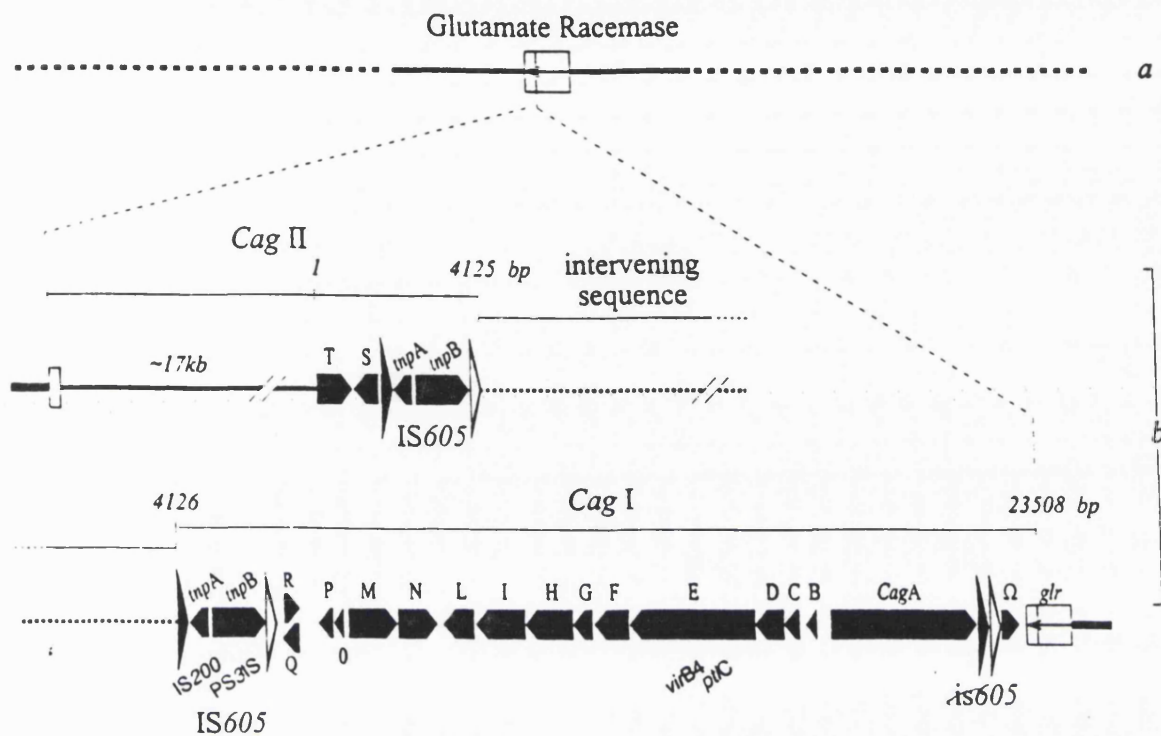 Glutamate Racemase
a
Cag II
1
4125 bp
intervening
sequence
~17kb
T S tnpA tnpB
IS605
b
4126
Cag I
23508 bp
tnpA tnpB R P M N L I H G F E D C B CagA Ω glr
Q O
IS200 PS3IS
virB4 ptlC
IS605
is605